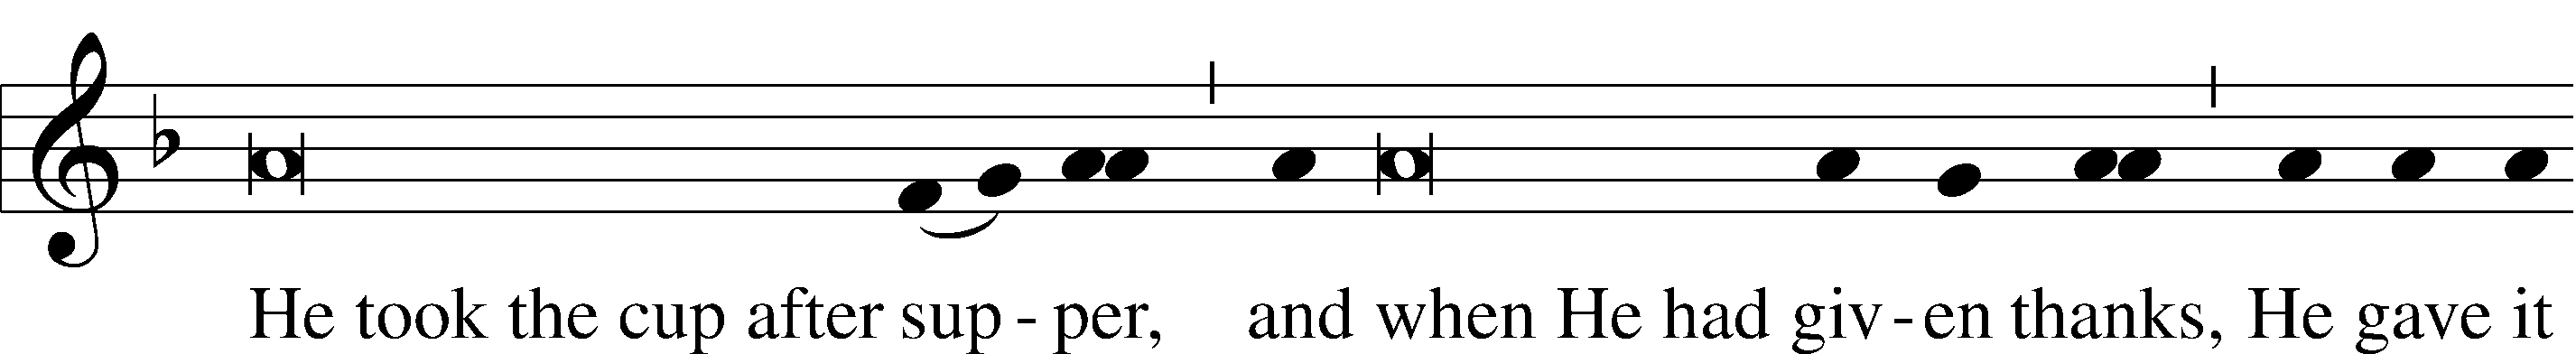 He took the cup after sup - per, and when He had giv - en thanks, He gave it